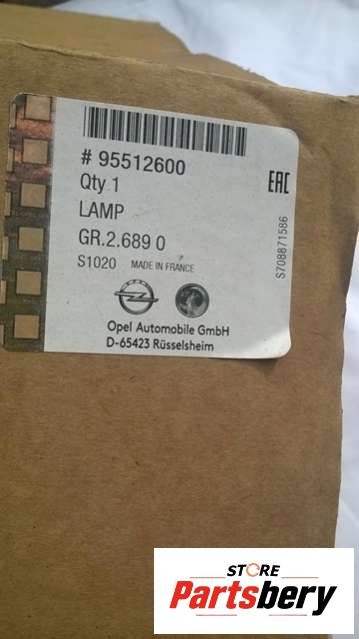 # 95512600
Qty 1
LAMP
GR.2.689 0
S1020 MADE IN FRANCE
Opel Automobile GmbH
D-65423 Rüsselsheim
EAC
S708871586
STORE
Partsbery